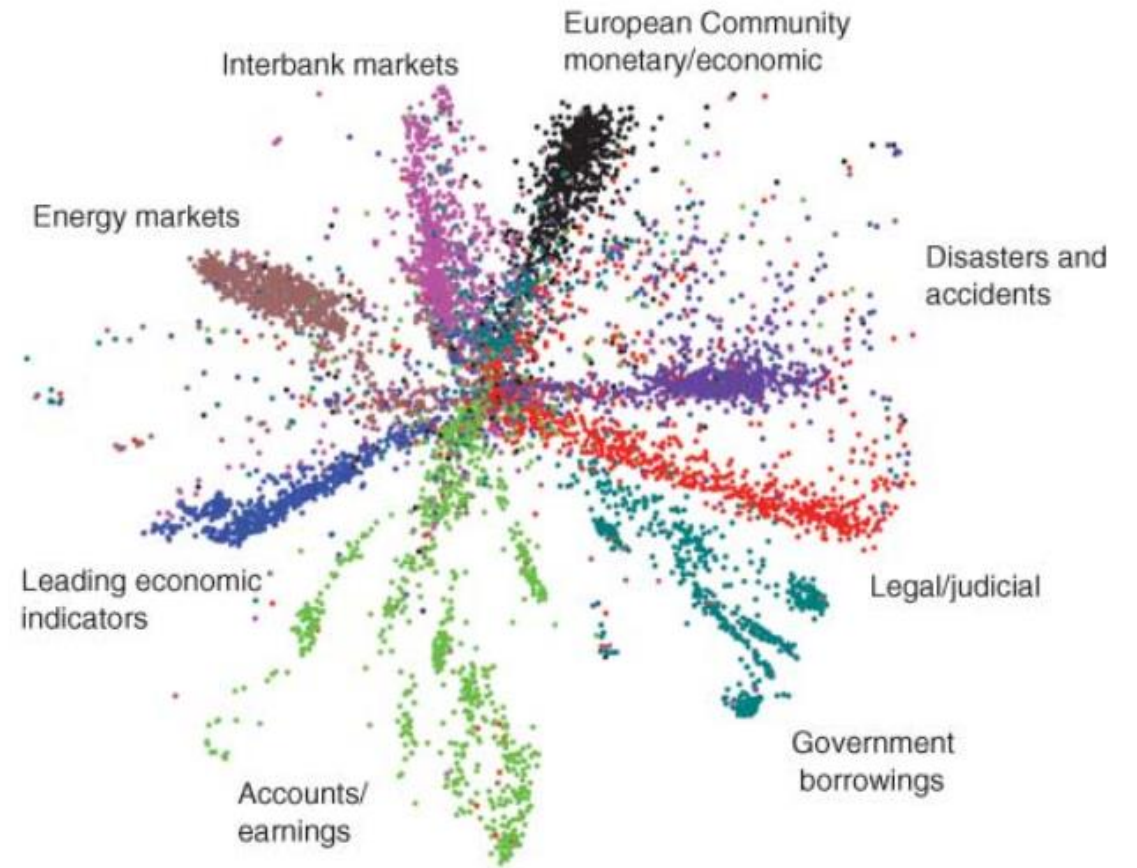 European Community
monetary/economic
Interbank markets
Energy markets
Disasters and
accidents
Leading economic
indicators
Legal/judicial
Government
borrowings
Accounts/
earnings